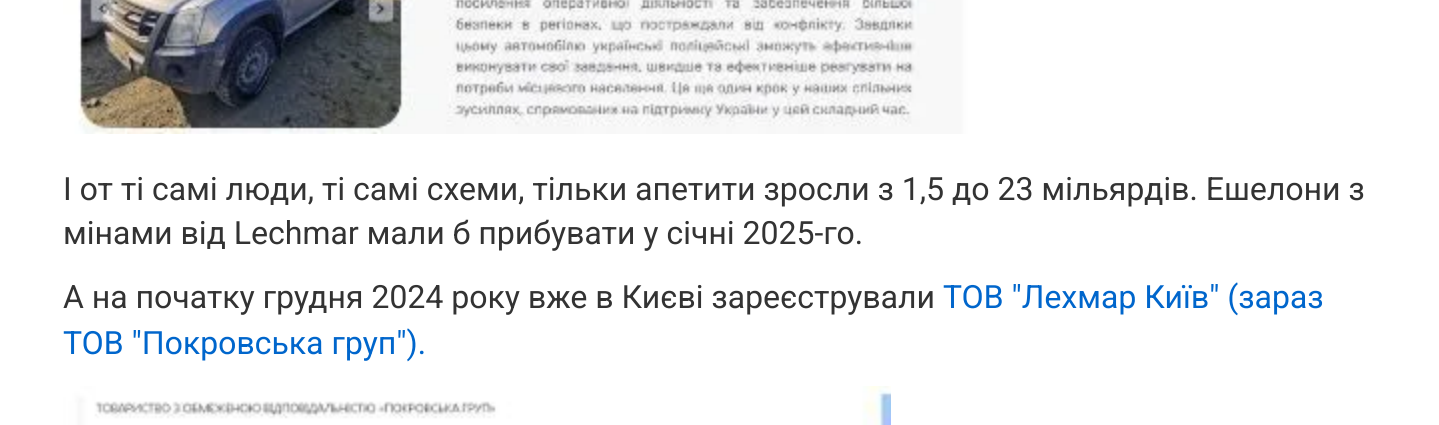 посилення оперативної діяльності та забезпечення більшої
безпеки в регіонах, що постраждали від конфлікту. Завдяки
цьому автомобілю українські поліцейські зможуть ефективніше
виконувати свої завдання, швидше та ефективніше реагувати на
потреби місцевого населення. Це ще один крок у наших спільних
зусиллях, спрямованих на підтримку України у цей складний час.
І от ті самі люди, ті самі схеми, тільки апетити зросли з 1,5 до 23 мільярдів. Ешелони з
мінами від Lechmar мали б прибувати у січні 2025-го.
А на початку грудня 2024 року вже в Києві зареєстрували ТОВ "Лехмар Київ" (зараз
ТОВ "Покровська груп").
ТОВАРИСТВО З ОБМЕЖЕНОЮ ВІДПОВІДАЛЬНІСТЮ «ПОКРОВСЬКА ГРУП»